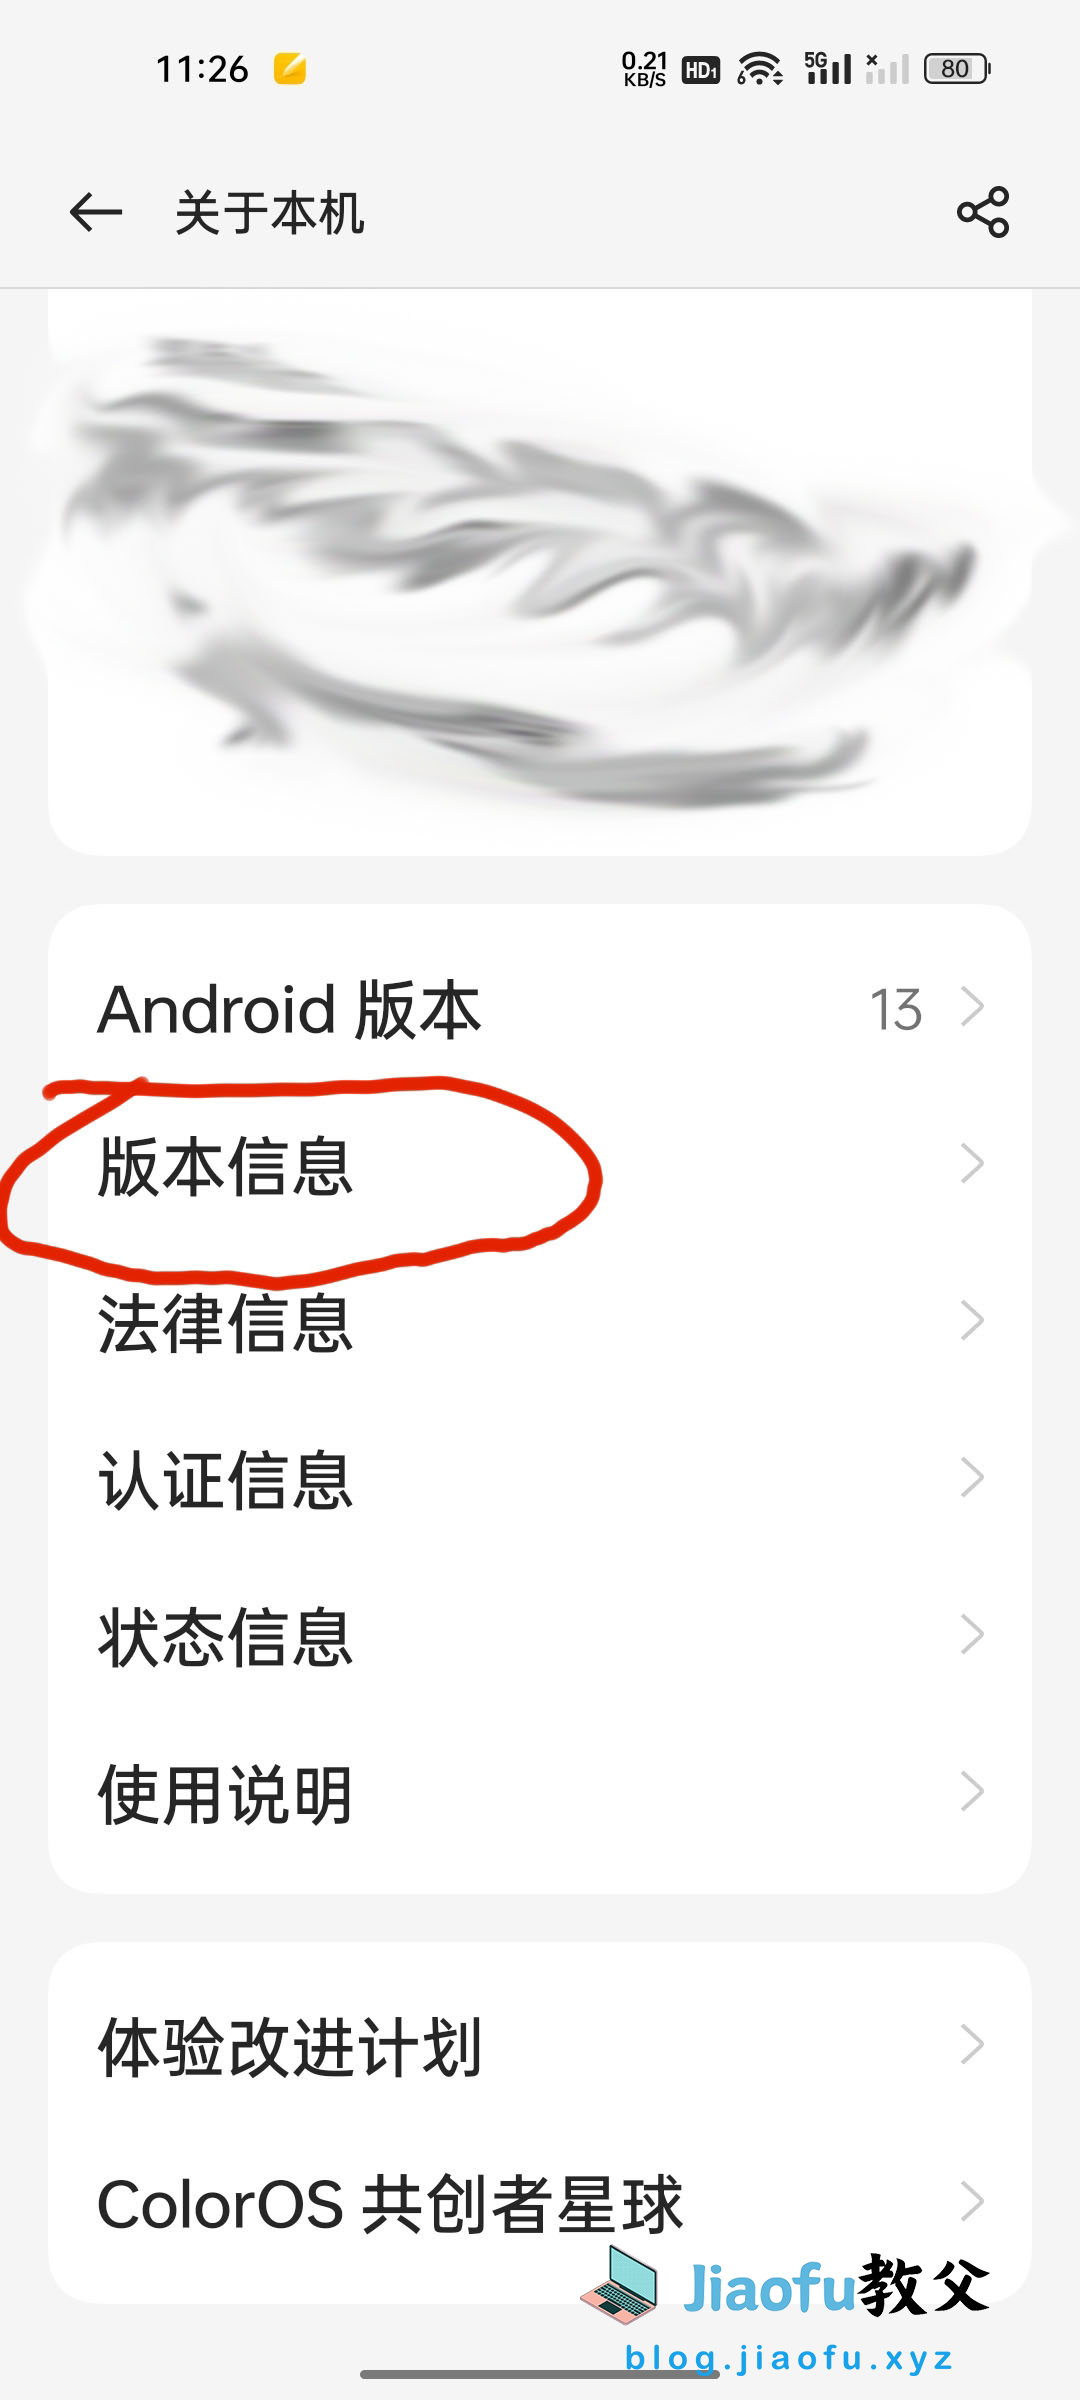 11:26 0.21 KB/S HD1 6 5G 80
关于本机
Android 版本 13
版本信息
法律信息
认证信息
状态信息
使用说明
体验改进计划
ColorOS 共创者星球
Jiaofu教父
blog.jiaofu.xyz